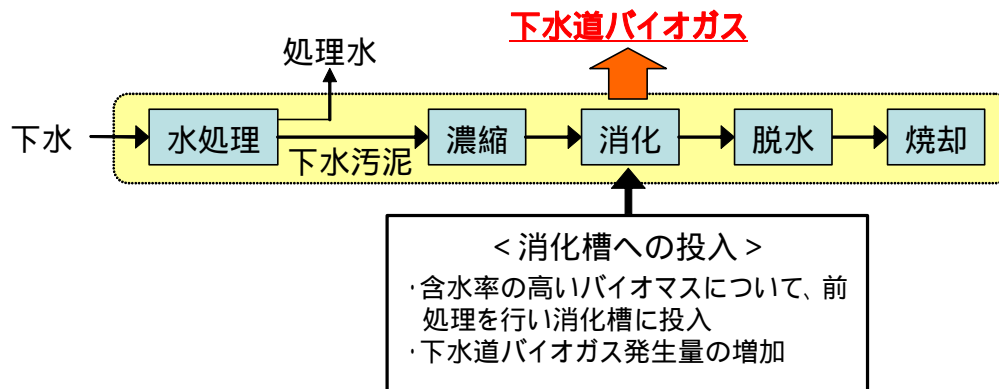 下水道バイオガス
処理水
下水
水処理
濃縮
消化
脱水
焼却
下水汚泥
<消化槽への投入>
･含水率の高いバイオマスについて、前
処理を行い消化槽に投入
･下水道バイオガス発生量の増加